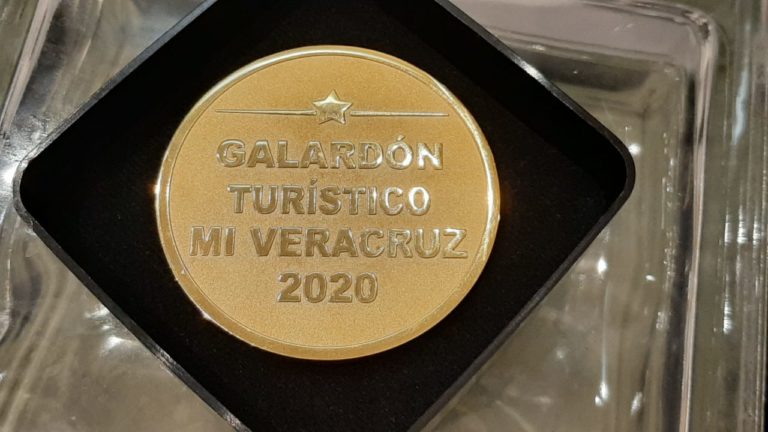 GALARDÓN
TURÍSTICO
MI VERACRUZ
2020